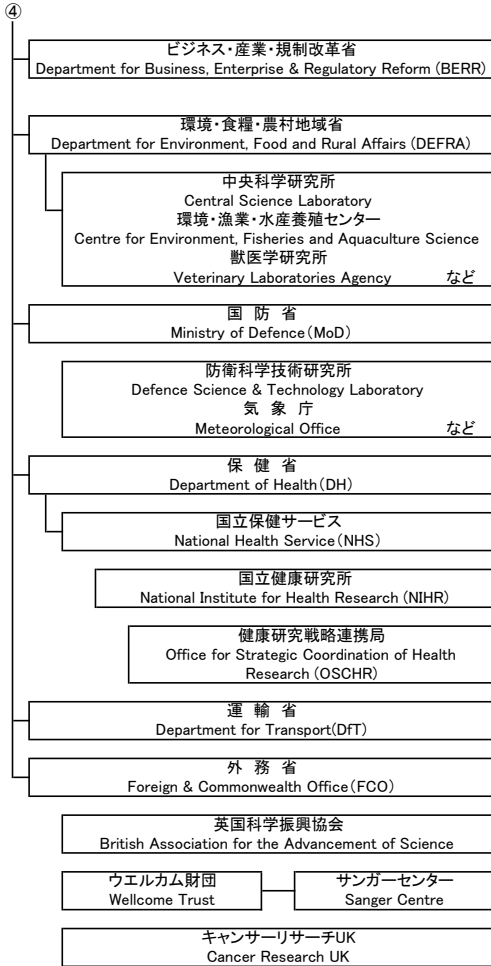 ④
ビジネス・産業・規制改革省
Department for Business, Enterprise & Regulatory Reform (BERR)
環境・食糧・農村地域省
Department for Environment, Food and Rural Affairs (DEFRA)
中央科学研究所
Central Science Laboratory
環境・漁業・水産養殖センター
Centre for Environment, Fisheries and Aquaculture Science
獣医学研究所
Veterinary Laboratories Agency など
国 防 省
Ministry of Defence(MoD)
防衛科学技術研究所
Defence Science & Technology Laboratory
気 象 庁
Meteorological Office など
保 健 省
Department of Health(DH)
国立保健サービス
National Health Service(NHS)
国立健康研究所
National Institute for Health Research (NIHR)
健康研究戦略連携局
Office for Strategic Coordination of Health
Research (OSCHR)
運 輸 省
Department for Transport(DfT)
外 務 省
Foreign & Commonwealth Office(FCO)
英国科学振興協会
British Association for the Advancement of Science
ウエルカム財団
Wellcome Trust
サンガーセンター
Sanger Centre
キャンサーリサーチUK
Cancer Research UK